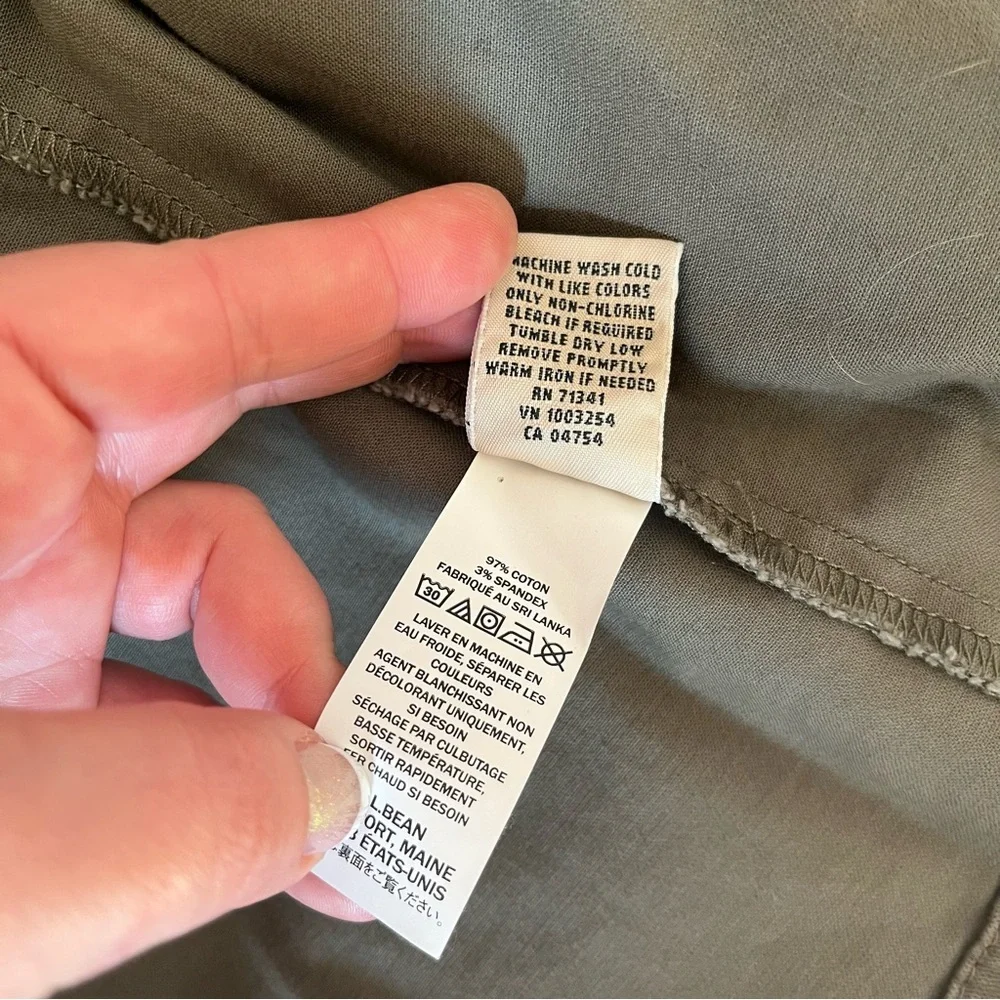 MACHINE WASH COLD
WITH LIKE COLORS
ONLY NON-CHLORINE
BLEACH IF REQUIRED
TUMBLE DRY LOW
REMOVE PROMPTLY
WARM IRON IF NEEDED
RN 71341
VN 1003254
CA 04754
97% COTON
3% SPANDEX
FABRIQUÉ AU SRI LANKA
30
LAVER EN MACHINE EN
EAU FROIDE, SÉPARER LES
COULEURS
AGENT BLANCHISSANT NON
DÉCOLORANT UNIQUEMENT,
SI BESOIN
SÉCHAGE PAR CULBUTAGE
BASSE TEMPÉRATURE,
SORTIR RAPIDEMENT
FER CHAUD SI BESOIN
L.BEAN
ORT, MAINE
ÉTATS-UNIS
裏面をご覧ください。